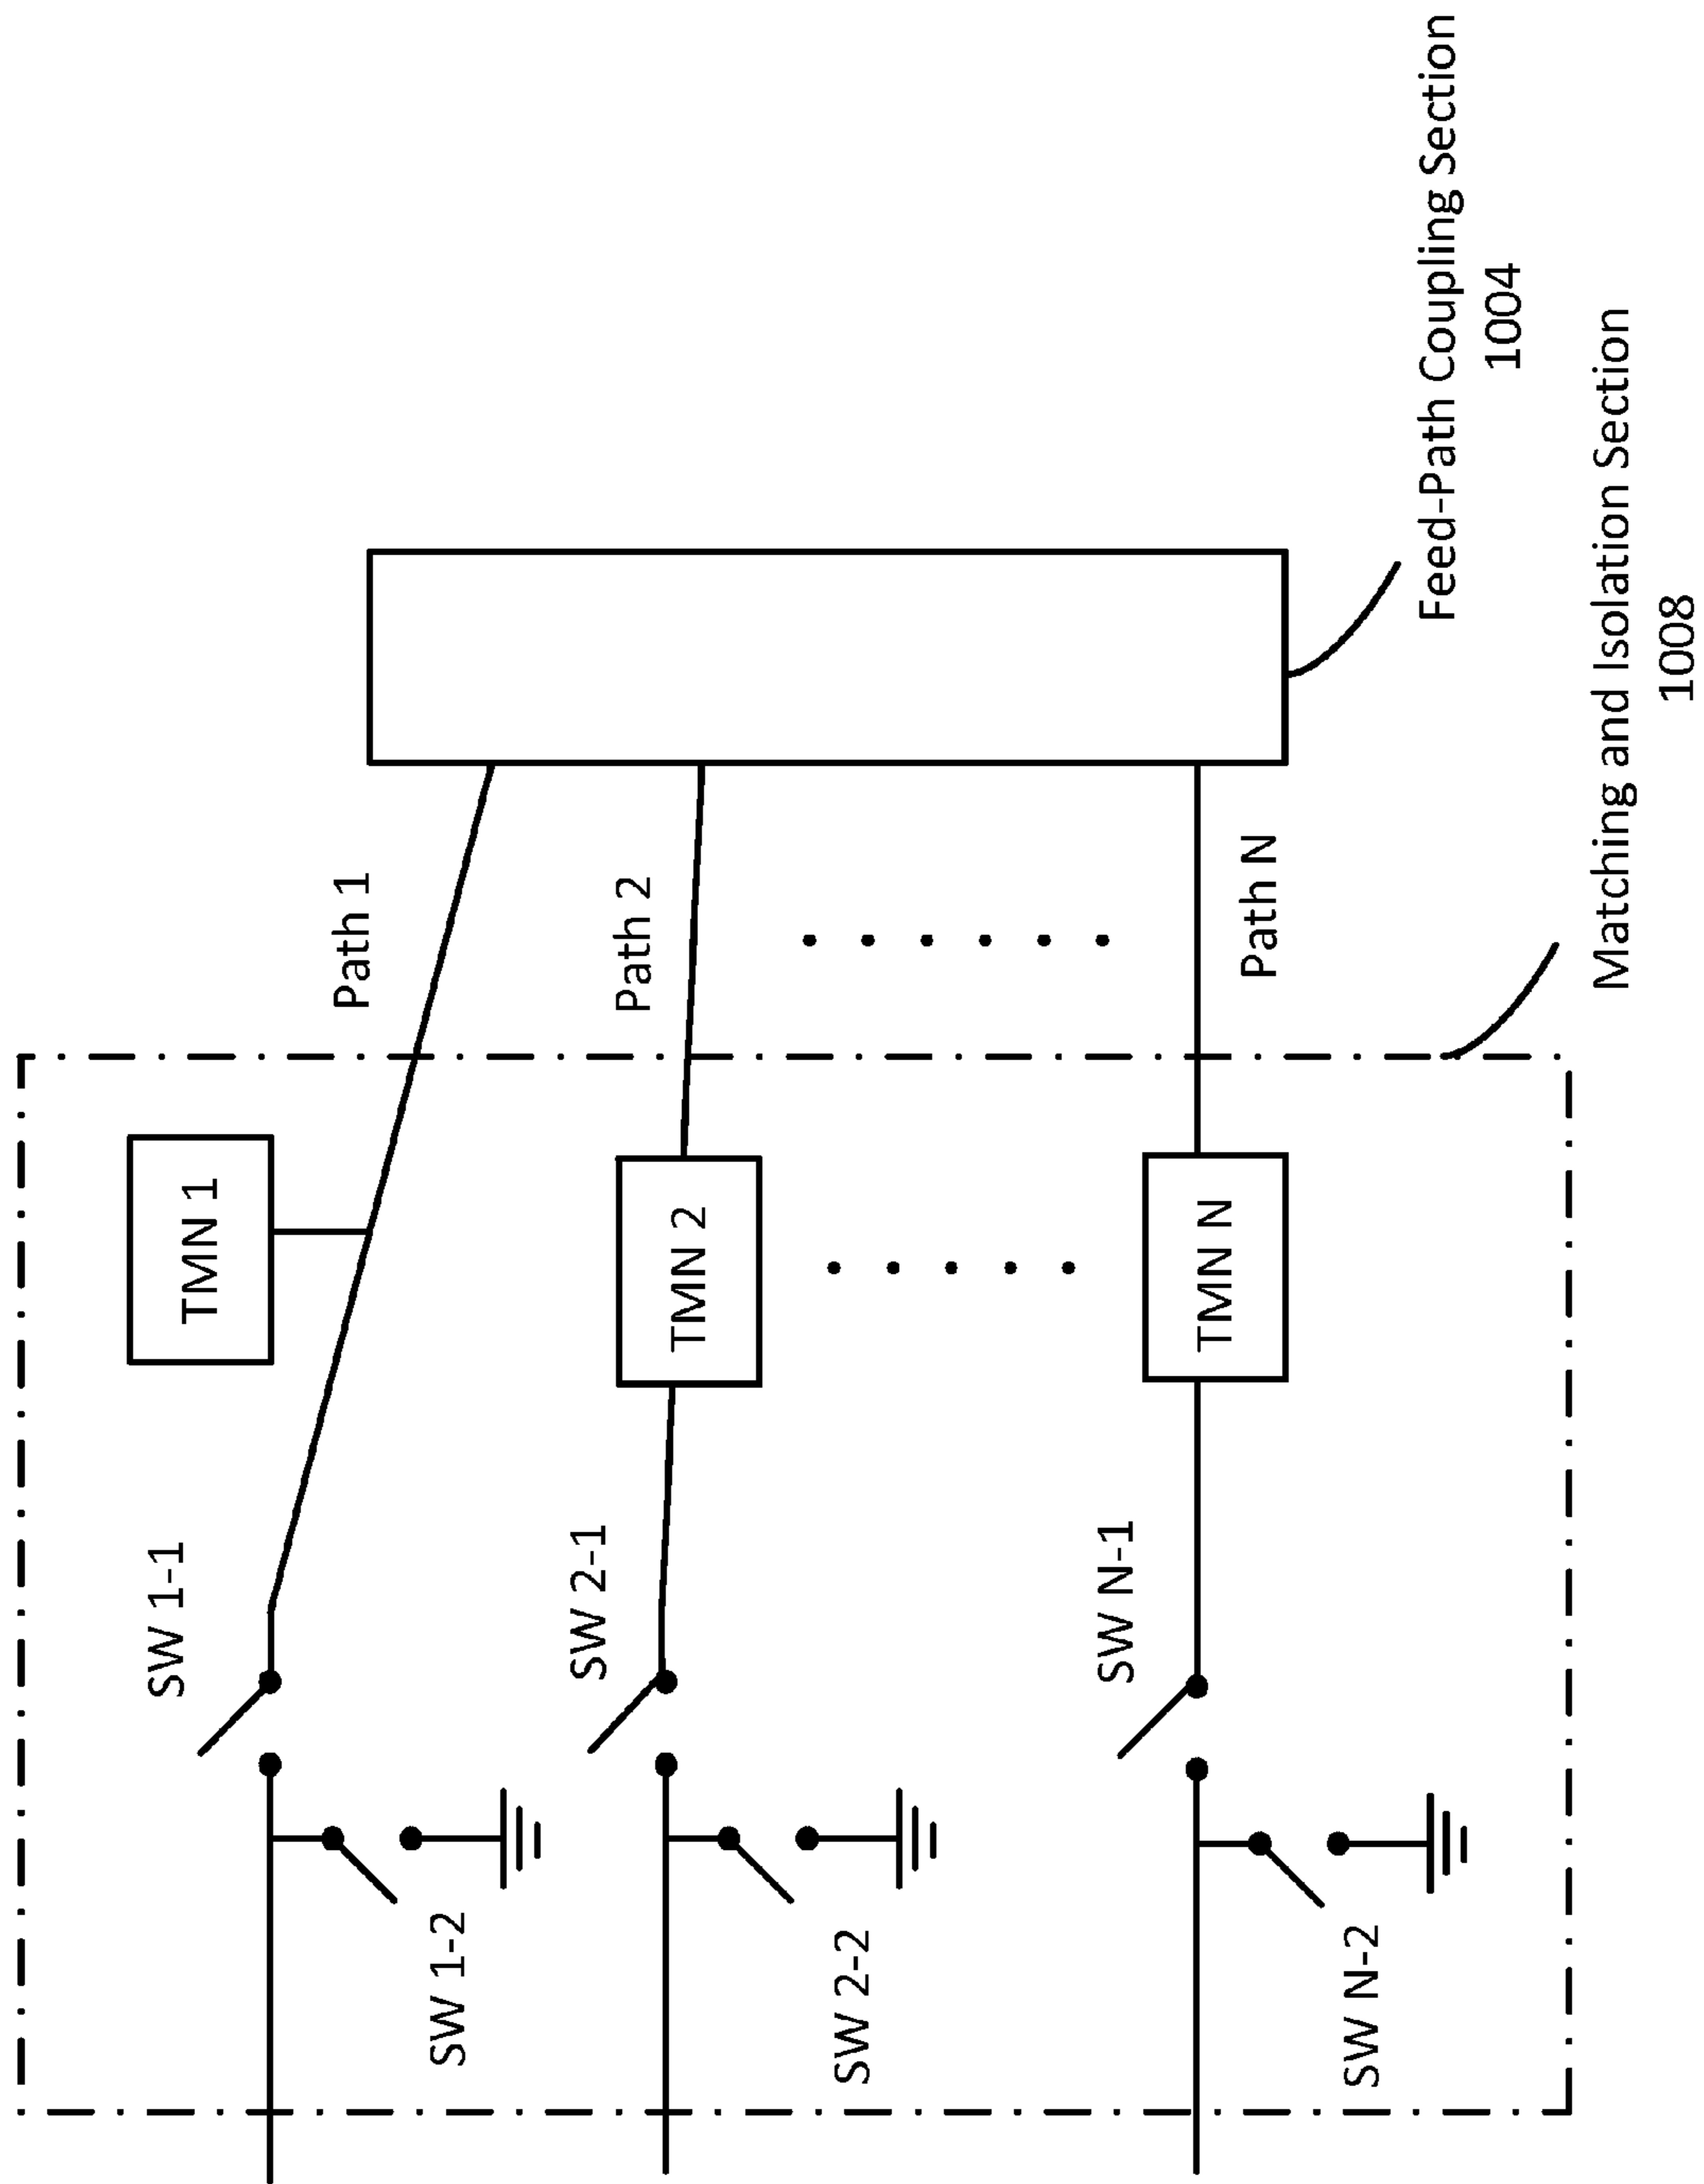 TMN 1
Path 1
SW 1-1
SW 1-2
TMN 2
Path 2
SW 2-1
SW 2-2
TMN N
Path N
SW N-1
SW N-2
Feed-Path Coupling Section
1004
Matching and Isolation Section
1008